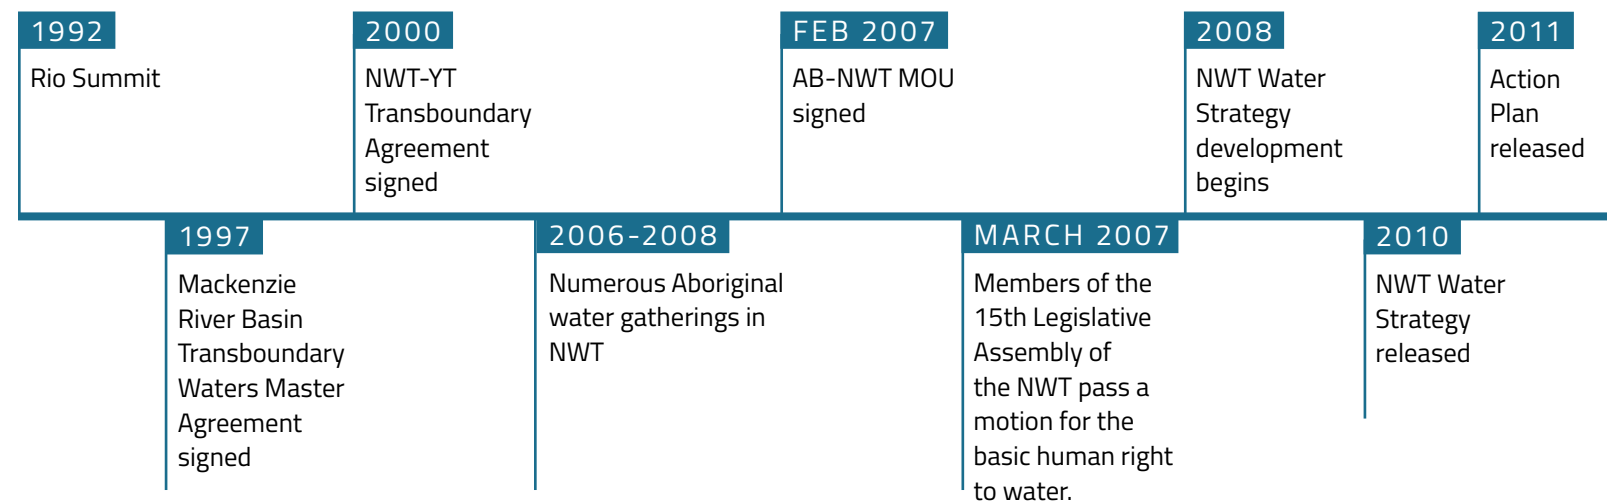 1992
Rio Summit
1997
Mackenzie
River Basin
Transboundary
Waters Master
Agreement
signed
2000
NWT-YT
Transboundary
Agreement
signed
2006-2008
Numerous Aboriginal
water gatherings in
NWT
FEB 2007
AB-NWT MOU
signed
MARCH 2007
Members of the
15th Legislative
Assembly of
the NWT pass a
motion for the
basic human right
to water.
2008
NWT Water
Strategy
development
begins
2010
NWT Water
Strategy
released
2011
Action
Plan
released